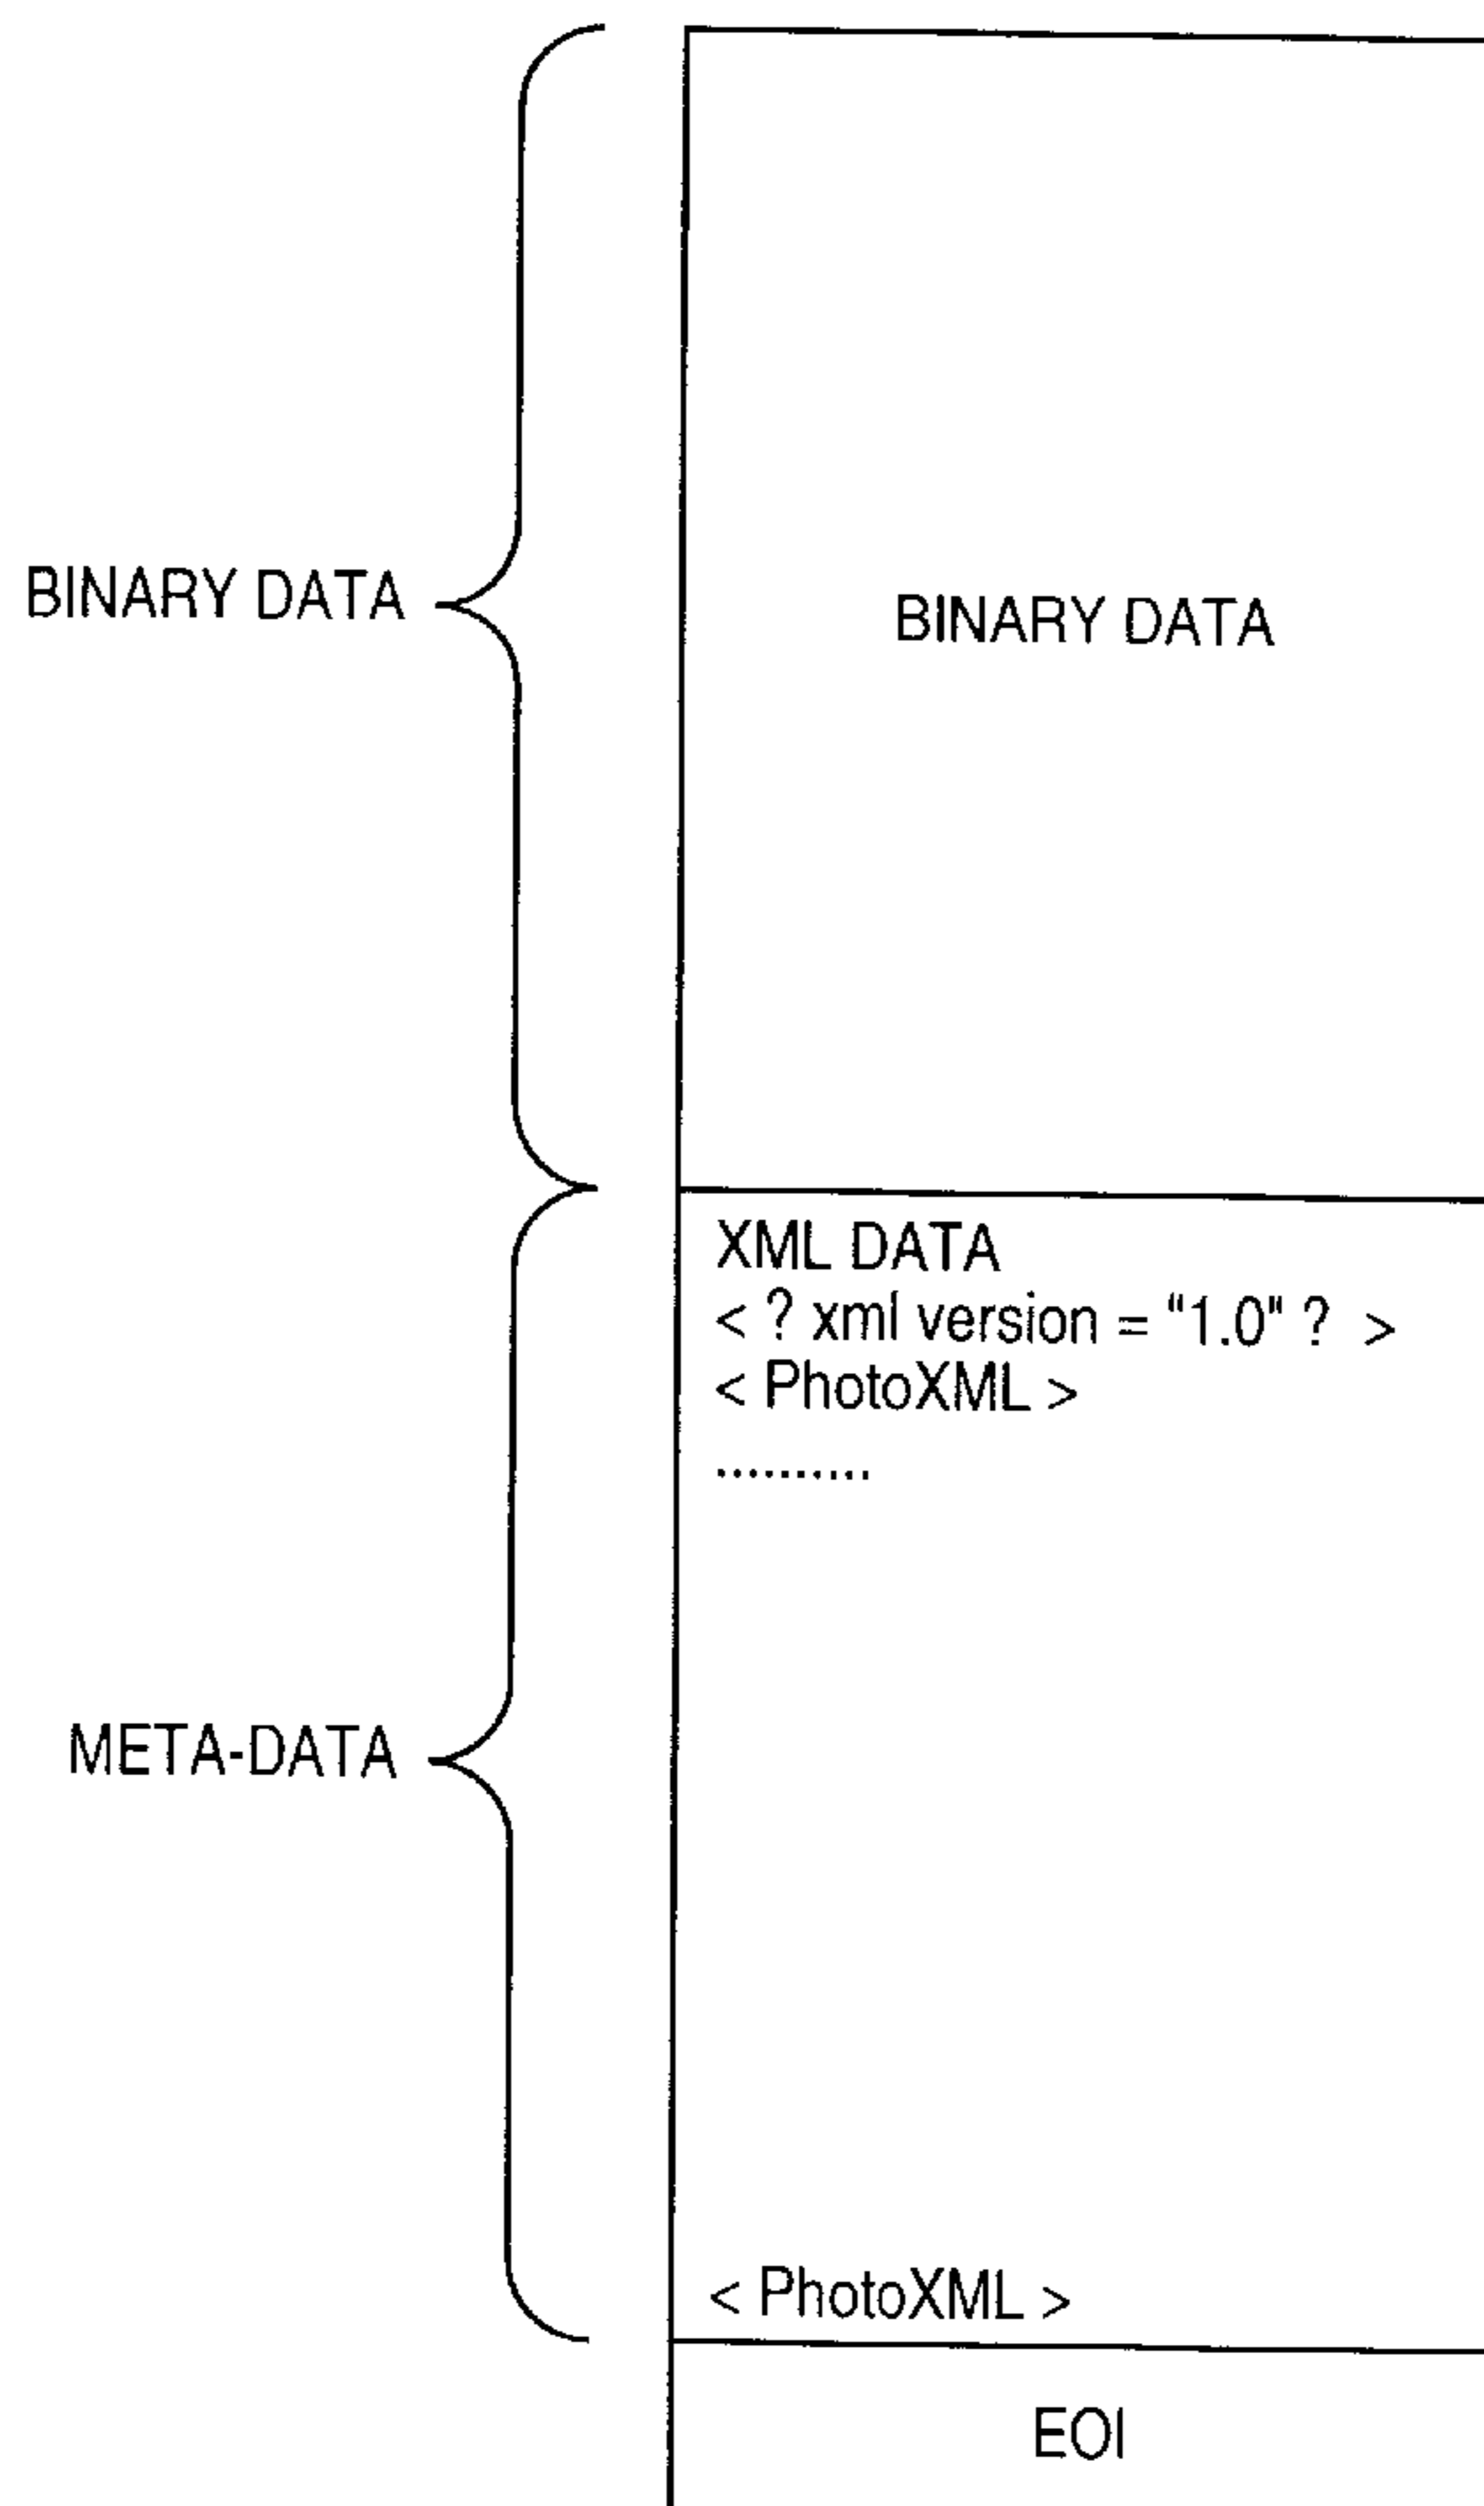 BINARY DATA
BINARY DATA
XML DATA
< ? xml version = “1.0" ? >
< PhotoXML >
..........
META-DATA
< PhotoXML >
EOI